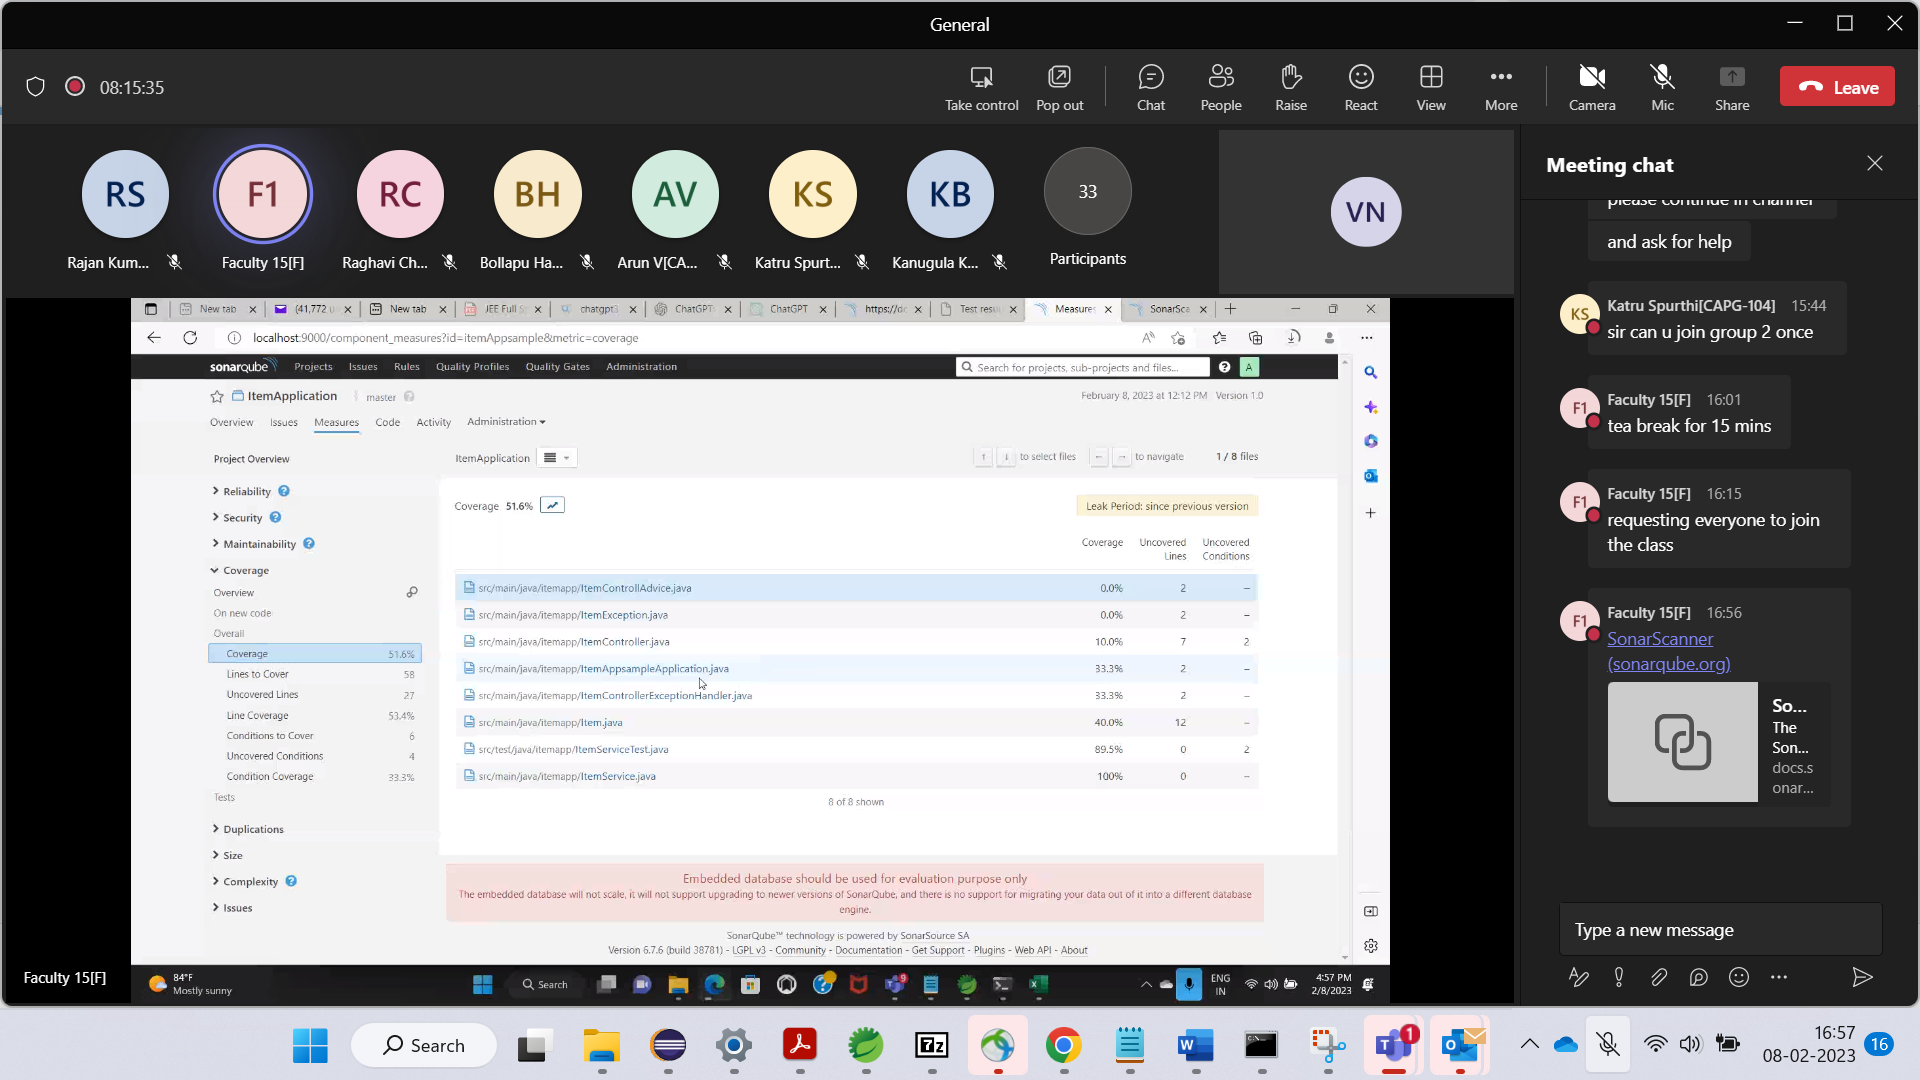 General
08:15:35
Take control
Pop out
Chat
People
Raise
React
View
More
Camera
Mic
Share
Leave
RS
F1
RC
BH
AV
KS
KB
33
VN
Rajan Kum...
Faculty 15[F]
Raghavi Ch...
Bollapu Ha...
Arun V[CA...
Katru Spurt...
Kanugula K...
Participants
New tab
(41,772
New tab
JEE Full S
chatgpt3
ChatGPT
ChatGPT
https://do
Test resul
Measures
SonarSca
localhost:9000/component_measures?id=itemAppsample&metric=coverage
sonarqube
Projects
Issues
Rules
Quality Profiles
Quality Gates
Administration
Search for projects, sub-projects and files...
A
ItemApplication
master
February 8, 2023 at 12:12 PM Version 1.0
Overview
Issues
Measures
Code
Activity
Administration
Project Overview
ItemApplication
to select files
to navigate
1 / 8 files
Reliability
Security
Maintainability
Coverage
Overview
On new code
Overall
Coverage 51.6%
Lines to Cover 58
Uncovered Lines 27
Line Coverage 53.4%
Conditions to Cover 6
Uncovered Conditions 4
Condition Coverage 33.3%
Tests
Duplications
Size
Complexity
Issues
Coverage 51.6%
Leak Period: since previous version
Coverage
Uncovered Lines
Uncovered Conditions
src/main/java/itemapp/ItemControllAdvice.java 0.0% 2 –
src/main/java/itemapp/ItemException.java 0.0% 2 –
src/main/java/itemapp/ItemController.java 10.0% 7 2
src/main/java/itemapp/ItemAppsampleApplication.java 33.3% 2 –
src/main/java/itemapp/ItemControllerExceptionHandler.java 33.3% 2 –
src/main/java/itemapp/Item.java 40.0% 12 –
src/test/java/itemapp/ItemServiceTest.java 89.5% 0 2
src/main/java/itemapp/ItemService.java 100% 0 –
8 of 8 shown
Embedded database should be used for evaluation purpose only
The embedded database will not scale, it will not support upgrading to newer versions of SonarQube, and there is no support for migrating your data out of it into a different database
engine.
SonarQube™ technology is powered by SonarSource SA
Version 6.7.6 (build 38781) - LGPL v3 - Community - Documentation - Get Support - Plugins - Web API - About
Faculty 15[F]
84°F
Mostly sunny
Search
9
ENG
IN
4:57 PM
2/8/2023
Meeting chat
please continue in channel
and ask for help
KS
Katru Spurthi[CAPG-104] 15:44
sir can u join group 2 once
F1
Faculty 15[F] 16:01
tea break for 15 mins
F1
Faculty 15[F] 16:15
requesting everyone to join
the class
F1
Faculty 15[F] 16:56
SonarScanner
(sonarqube.org)
So...
The
Son...
docs.s
onar...
Type a new message
Search
7z
1
16:57
08-02-2023
16